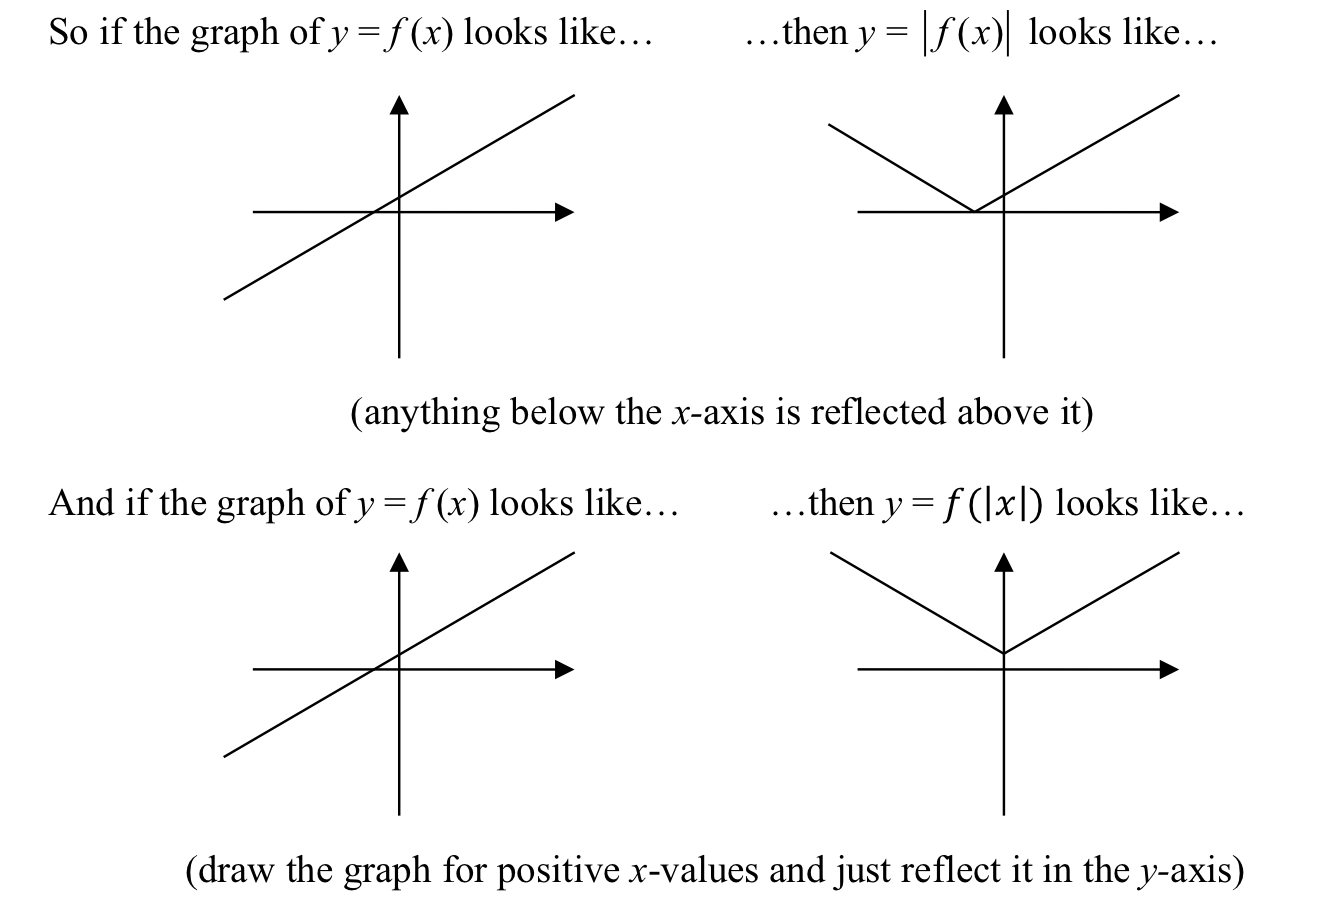 So if the graph of y = f(x) looks like…
…then y = |f(x)| looks like…
(anything below the x-axis is reflected above it)
And if the graph of y = f(x) looks like…
…then y = f(|x|) looks like…
(draw the graph for positive x-values and just reflect it in the y-axis)